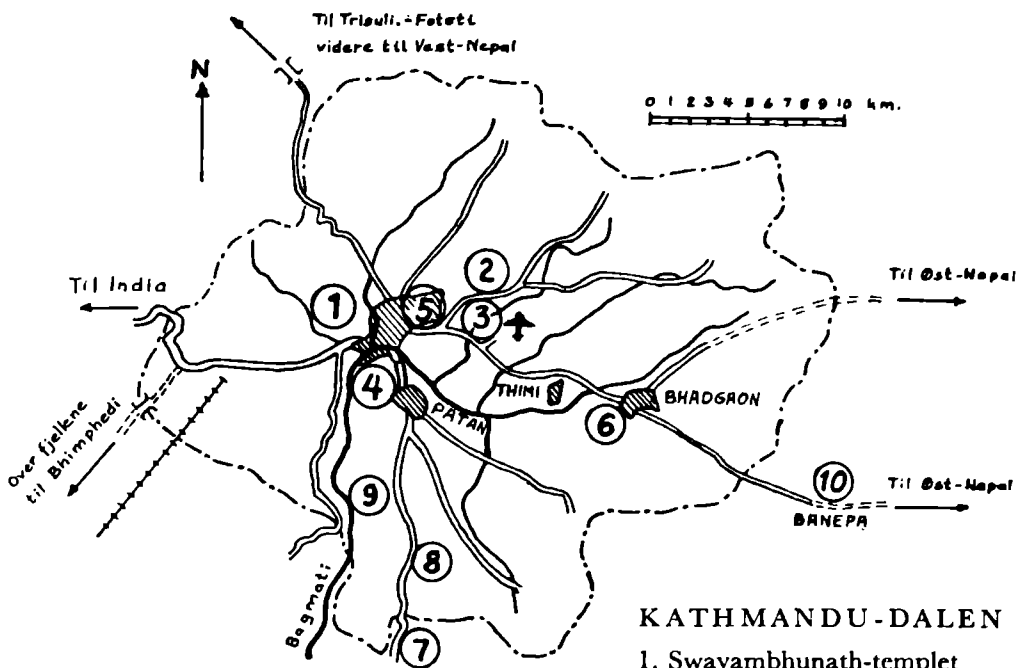 Til Trisuli.-Fototi
videre til Vest-Nepal
N
0 1 2 3 4 5 6 7 8 9 10 km.
Til India
Til Øst-Nepal
1
2
3
4
5
6
7
8
9
10
THIMI
BHADGAON
PATAN
Over fjellene
til Bhimphedi
Til Øst-Nepal
BANEPA
Bagmati
KATHMANDU-DALEN
1. Swayambhunath-templet